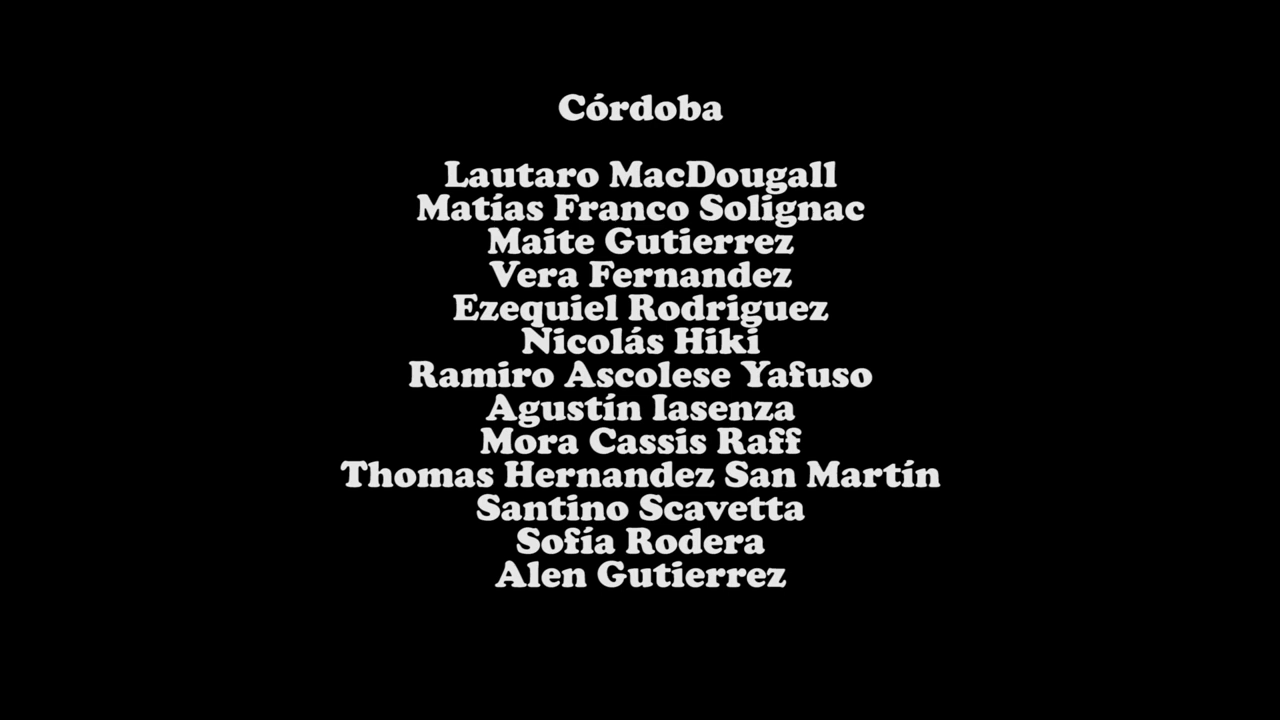 Córdoba
Lautaro MacDougall
Matías Franco Solignac
Maite Gutierrez
Vera Fernandez
Ezequiel Rodriguez
Nicolás Hiki
Ramiro Ascolese Yafuso
Agustín Iasenza
Mora Cassis Raff
Thomas Hernandez San Martín
Santino Scavetta
Sofía Rodera
Alen Gutierrez